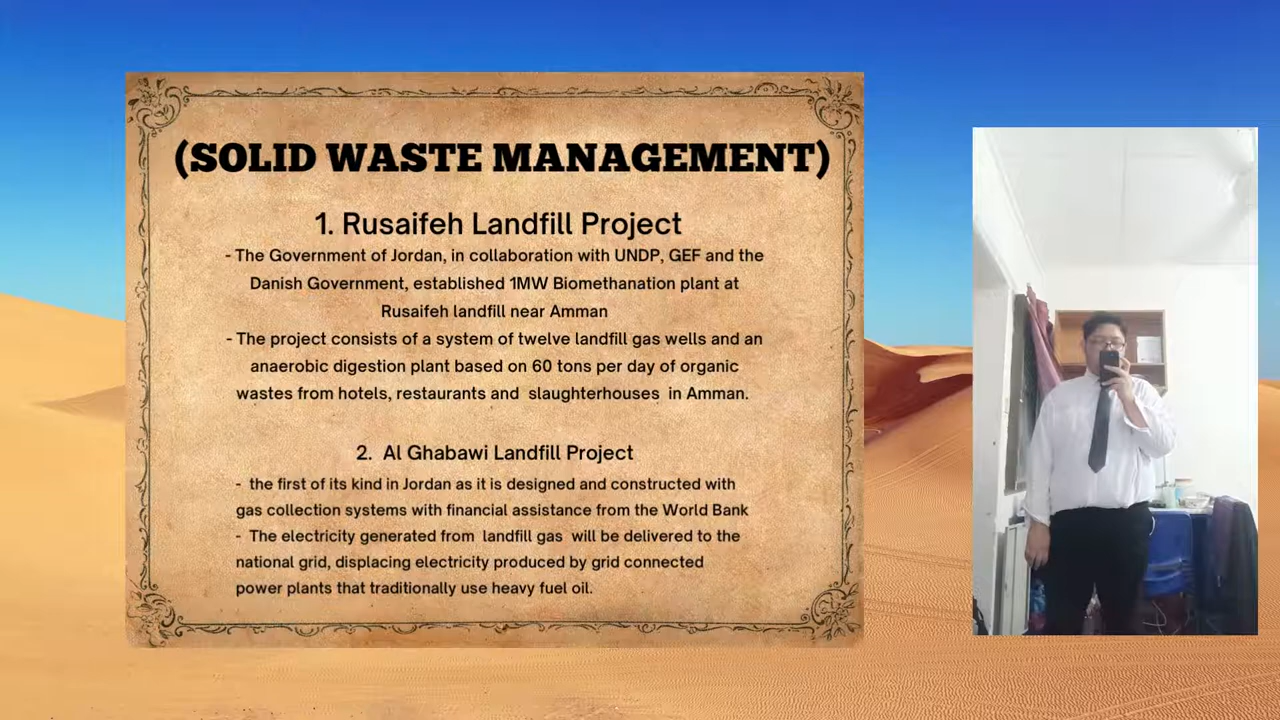 (SOLID WASTE MANAGEMENT)
1. Rusaifeh Landfill Project
- The Government of Jordan, in collaboration with UNDP, GEF and the
Danish Government, established 1MW Biomethanation plant at
Rusaifeh landfill near Amman
- The project consists of a system of twelve landfill gas wells and an
anaerobic digestion plant based on 60 tons per day of organic
wastes from hotels, restaurants and slaughterhouses in Amman.
2. Al Ghabawi Landfill Project
- the first of its kind in Jordan as it is designed and constructed with
gas collection systems with financial assistance from the World Bank
- The electricity generated from landfill gas will be delivered to the
national grid, displacing electricity produced by grid connected
power plants that traditionally use heavy fuel oil.